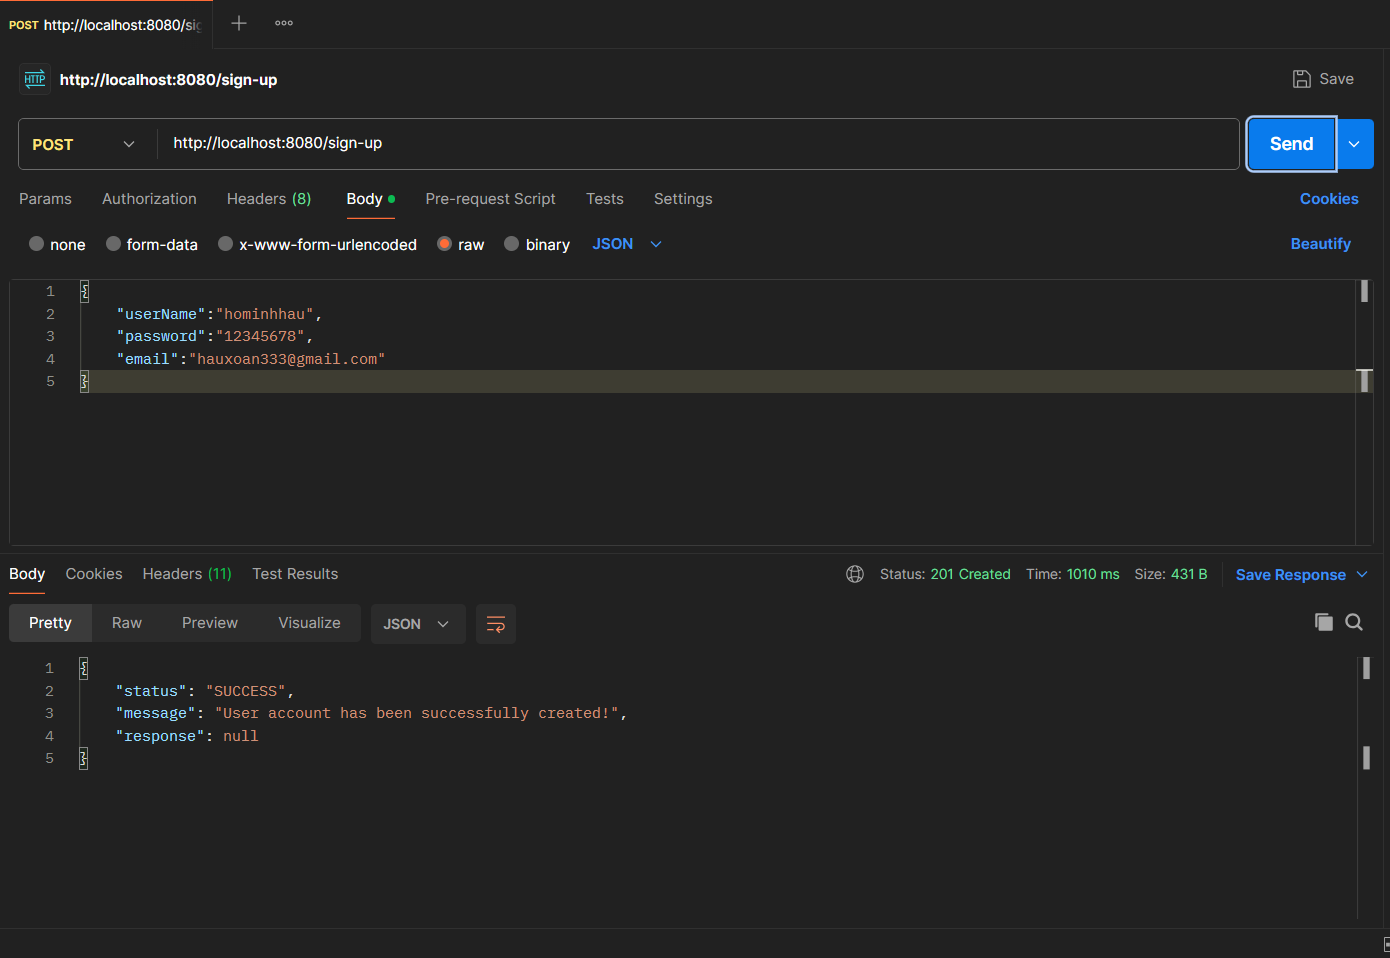 POST http://localhost:8080/sig
HTTP http://localhost:8080/sign-up Save
POST http://localhost:8080/sign-up Send
Params Authorization Headers (8) Body Pre-request Script Tests Settings Cookies
none form-data x-www-form-urlencoded raw binary JSON Beautify
1 {
2 "userName":"hominhhau",
3 "password":"12345678",
4 "email":"hauxoan333@gmail.com"
5 }
Body Cookies Headers (11) Test Results Status: 201 Created Time: 1010 ms Size: 431 B Save Response
Pretty Raw Preview Visualize JSON
1 {
2 "status": "SUCCESS",
3 "message": "User account has been successfully created!",
4 "response": null
5 }